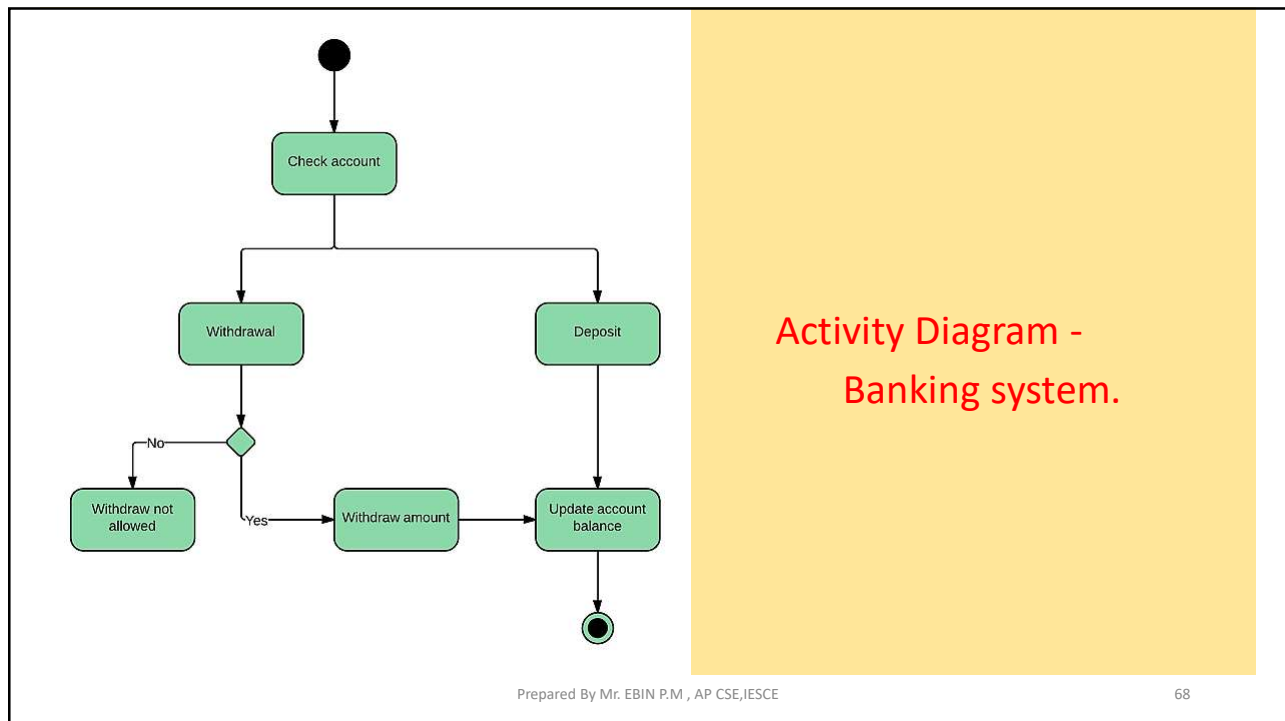 Check account
Withdrawal
Deposit
No
Withdraw not
allowed
Yes
Withdraw amount
Update account
balance
Activity Diagram -
Banking system.
Prepared By Mr. EBIN P.M , AP CSE,IESCE
68